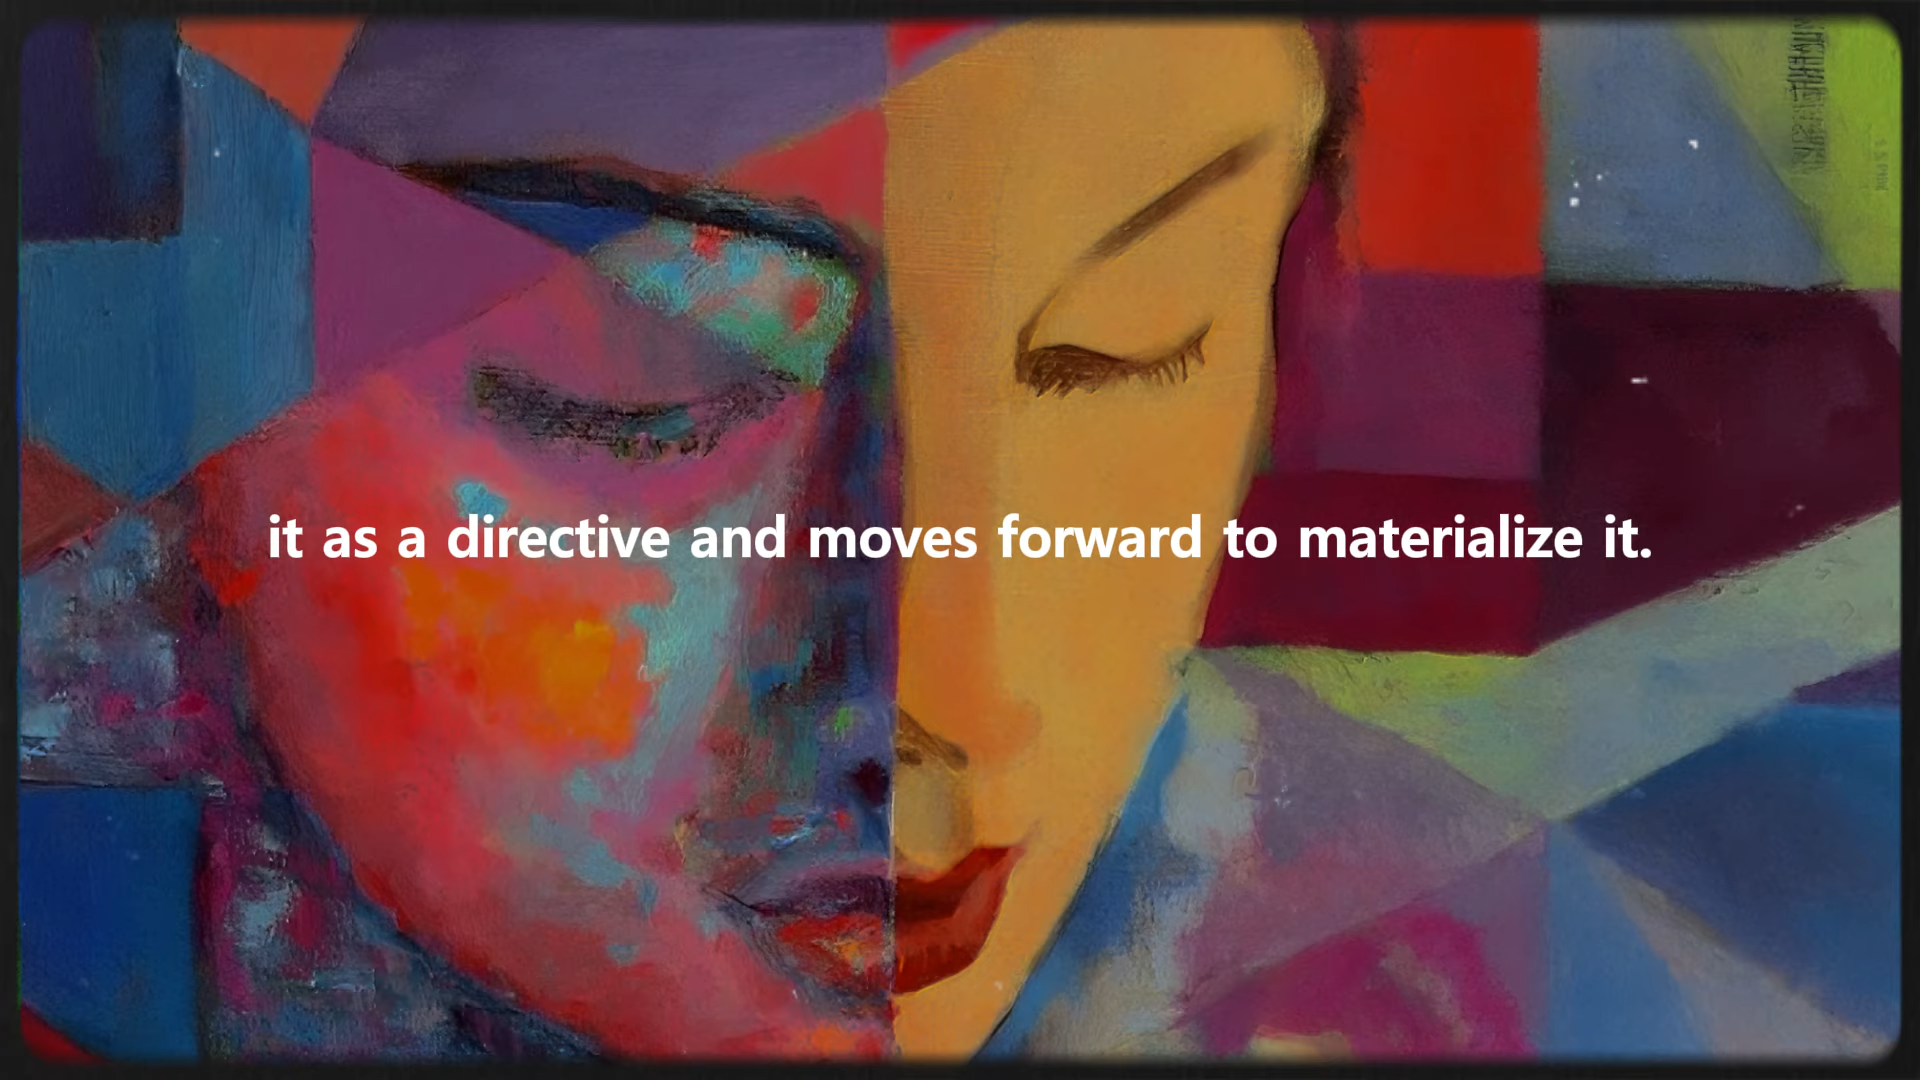 it as a directive and moves forward to materialize it.